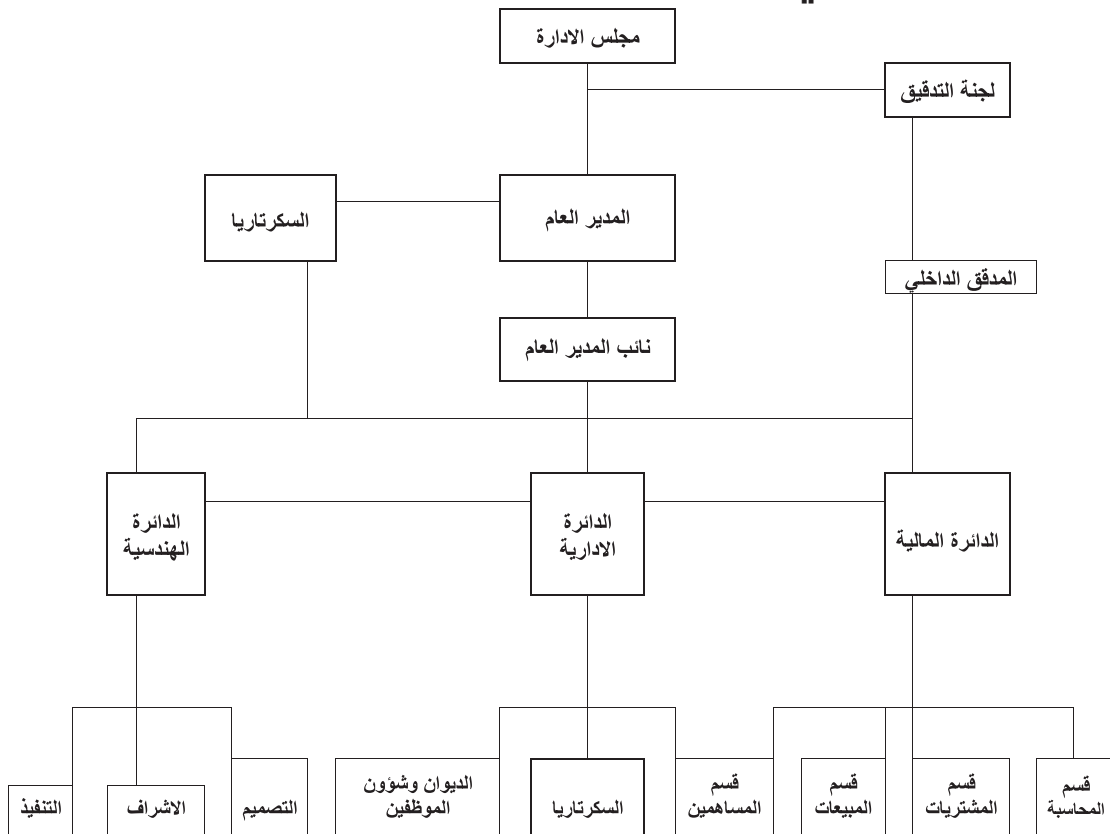 مجلس الادارة
لجنة التدقيق
المدير العام
السكرتاريا
المدقق الداخلي
نائب المدير العام
الدائرة المالية
الدائرة
الادارية
الدائرة
الهندسية
قسم
المحاسبة
قسم
المشتريات
قسم
المبيعات
قسم
المساهمين
السكرتاريا
الديوان وشؤون
الموظفين
التصميم
الاشراف
التنفيذ